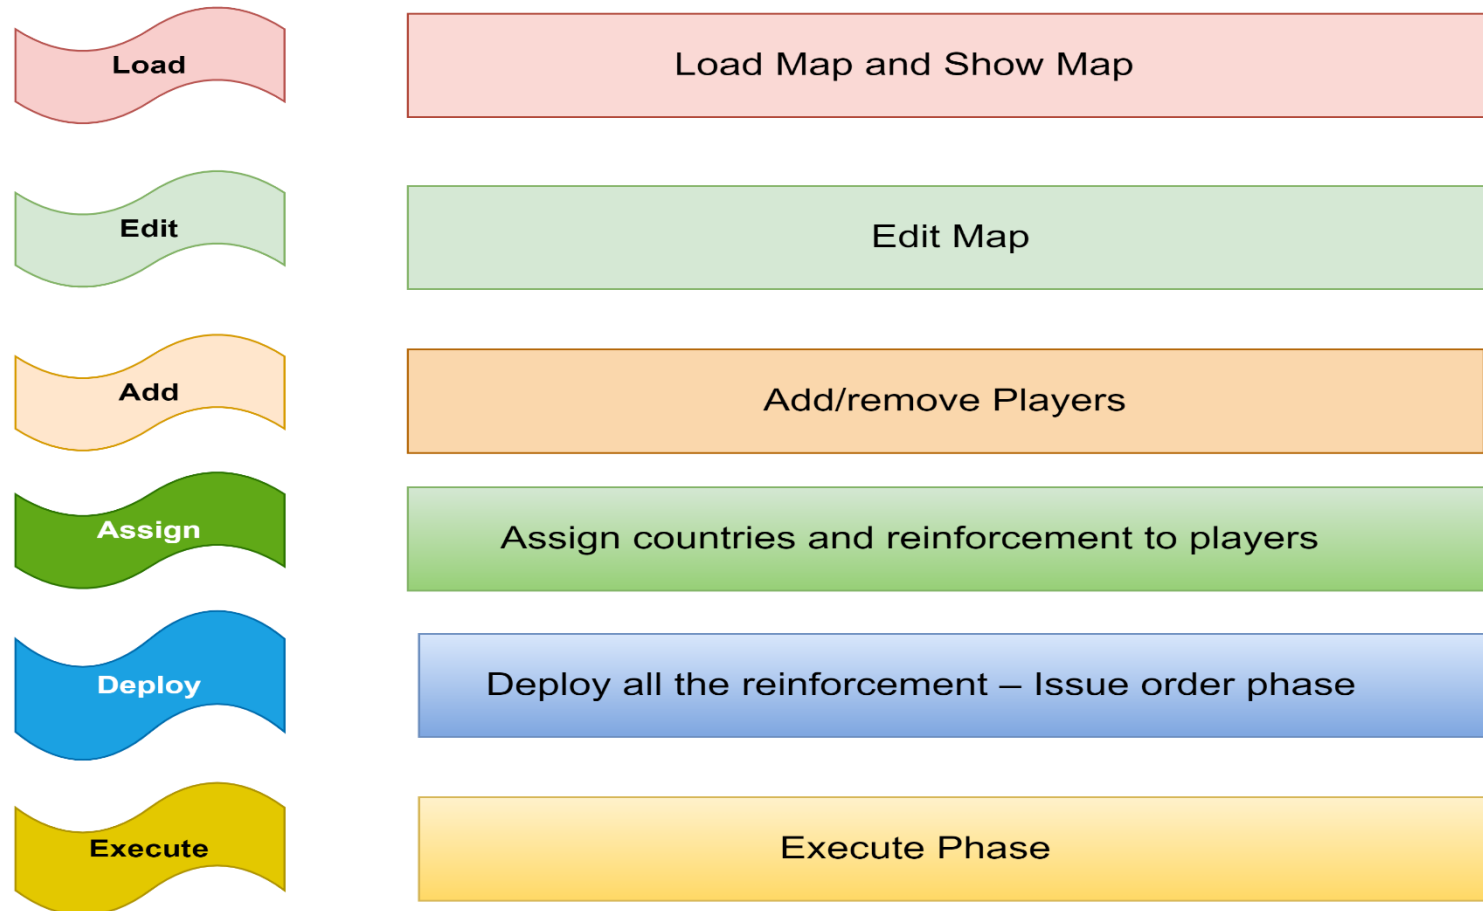 Load
Load Map and Show Map
Edit
Edit Map
Add
Add/remove Players
Assign
Assign countries and reinforcement to players
Deploy
Deploy all the reinforcement – Issue order phase
Execute
Execute Phase